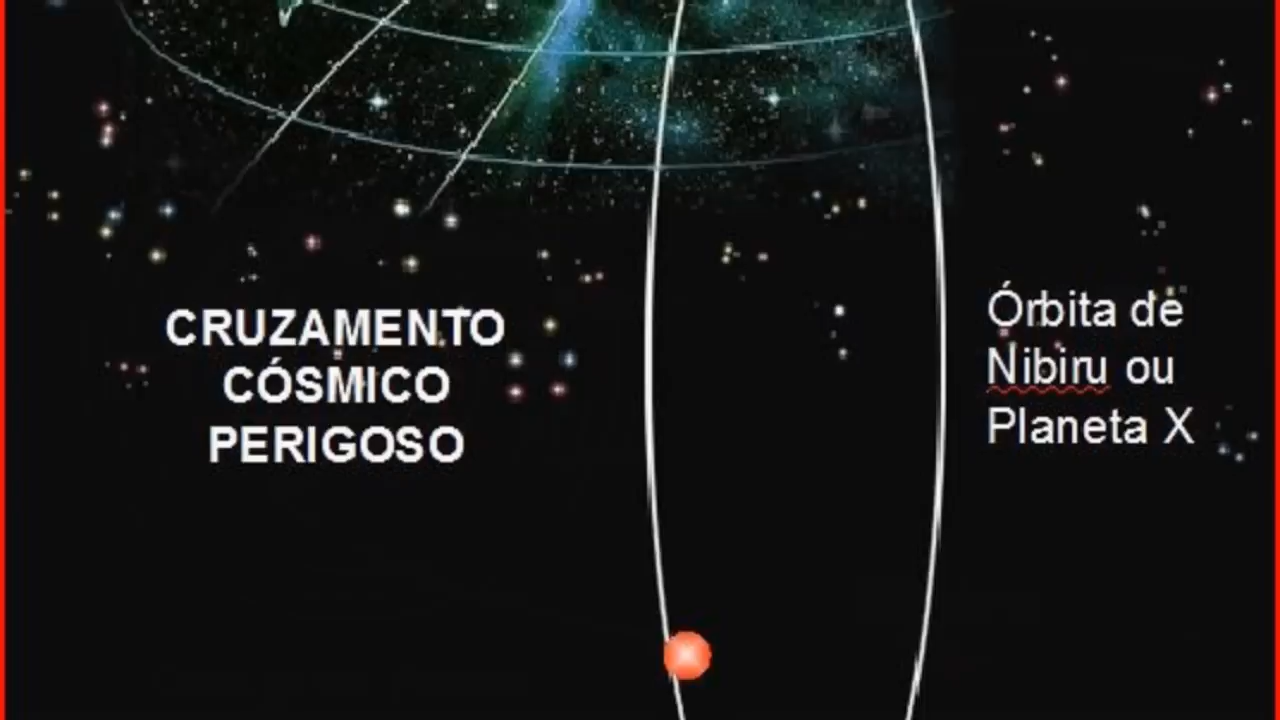 CRUZAMENTO
CÓSMICO
PERIGOSO
Órbita de
Nibiru ou
Planeta X